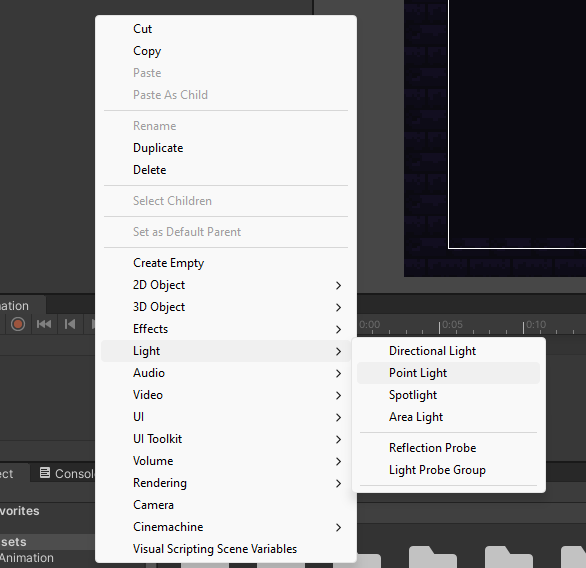 Cut
Copy
Paste
Paste As Child
Rename
Duplicate
Delete
Select Children
Set as Default Parent
Create Empty
2D Object
3D Object
Effects
Light
Audio
Video
UI
UI Toolkit
Volume
Rendering
Camera
Cinemachine
Visual Scripting Scene Variables
Directional Light
Point Light
Spotlight
Area Light
Reflection Probe
Light Probe Group
ation
0:00
0:05
0:10
ect
Consol
vorites
sets
Animation